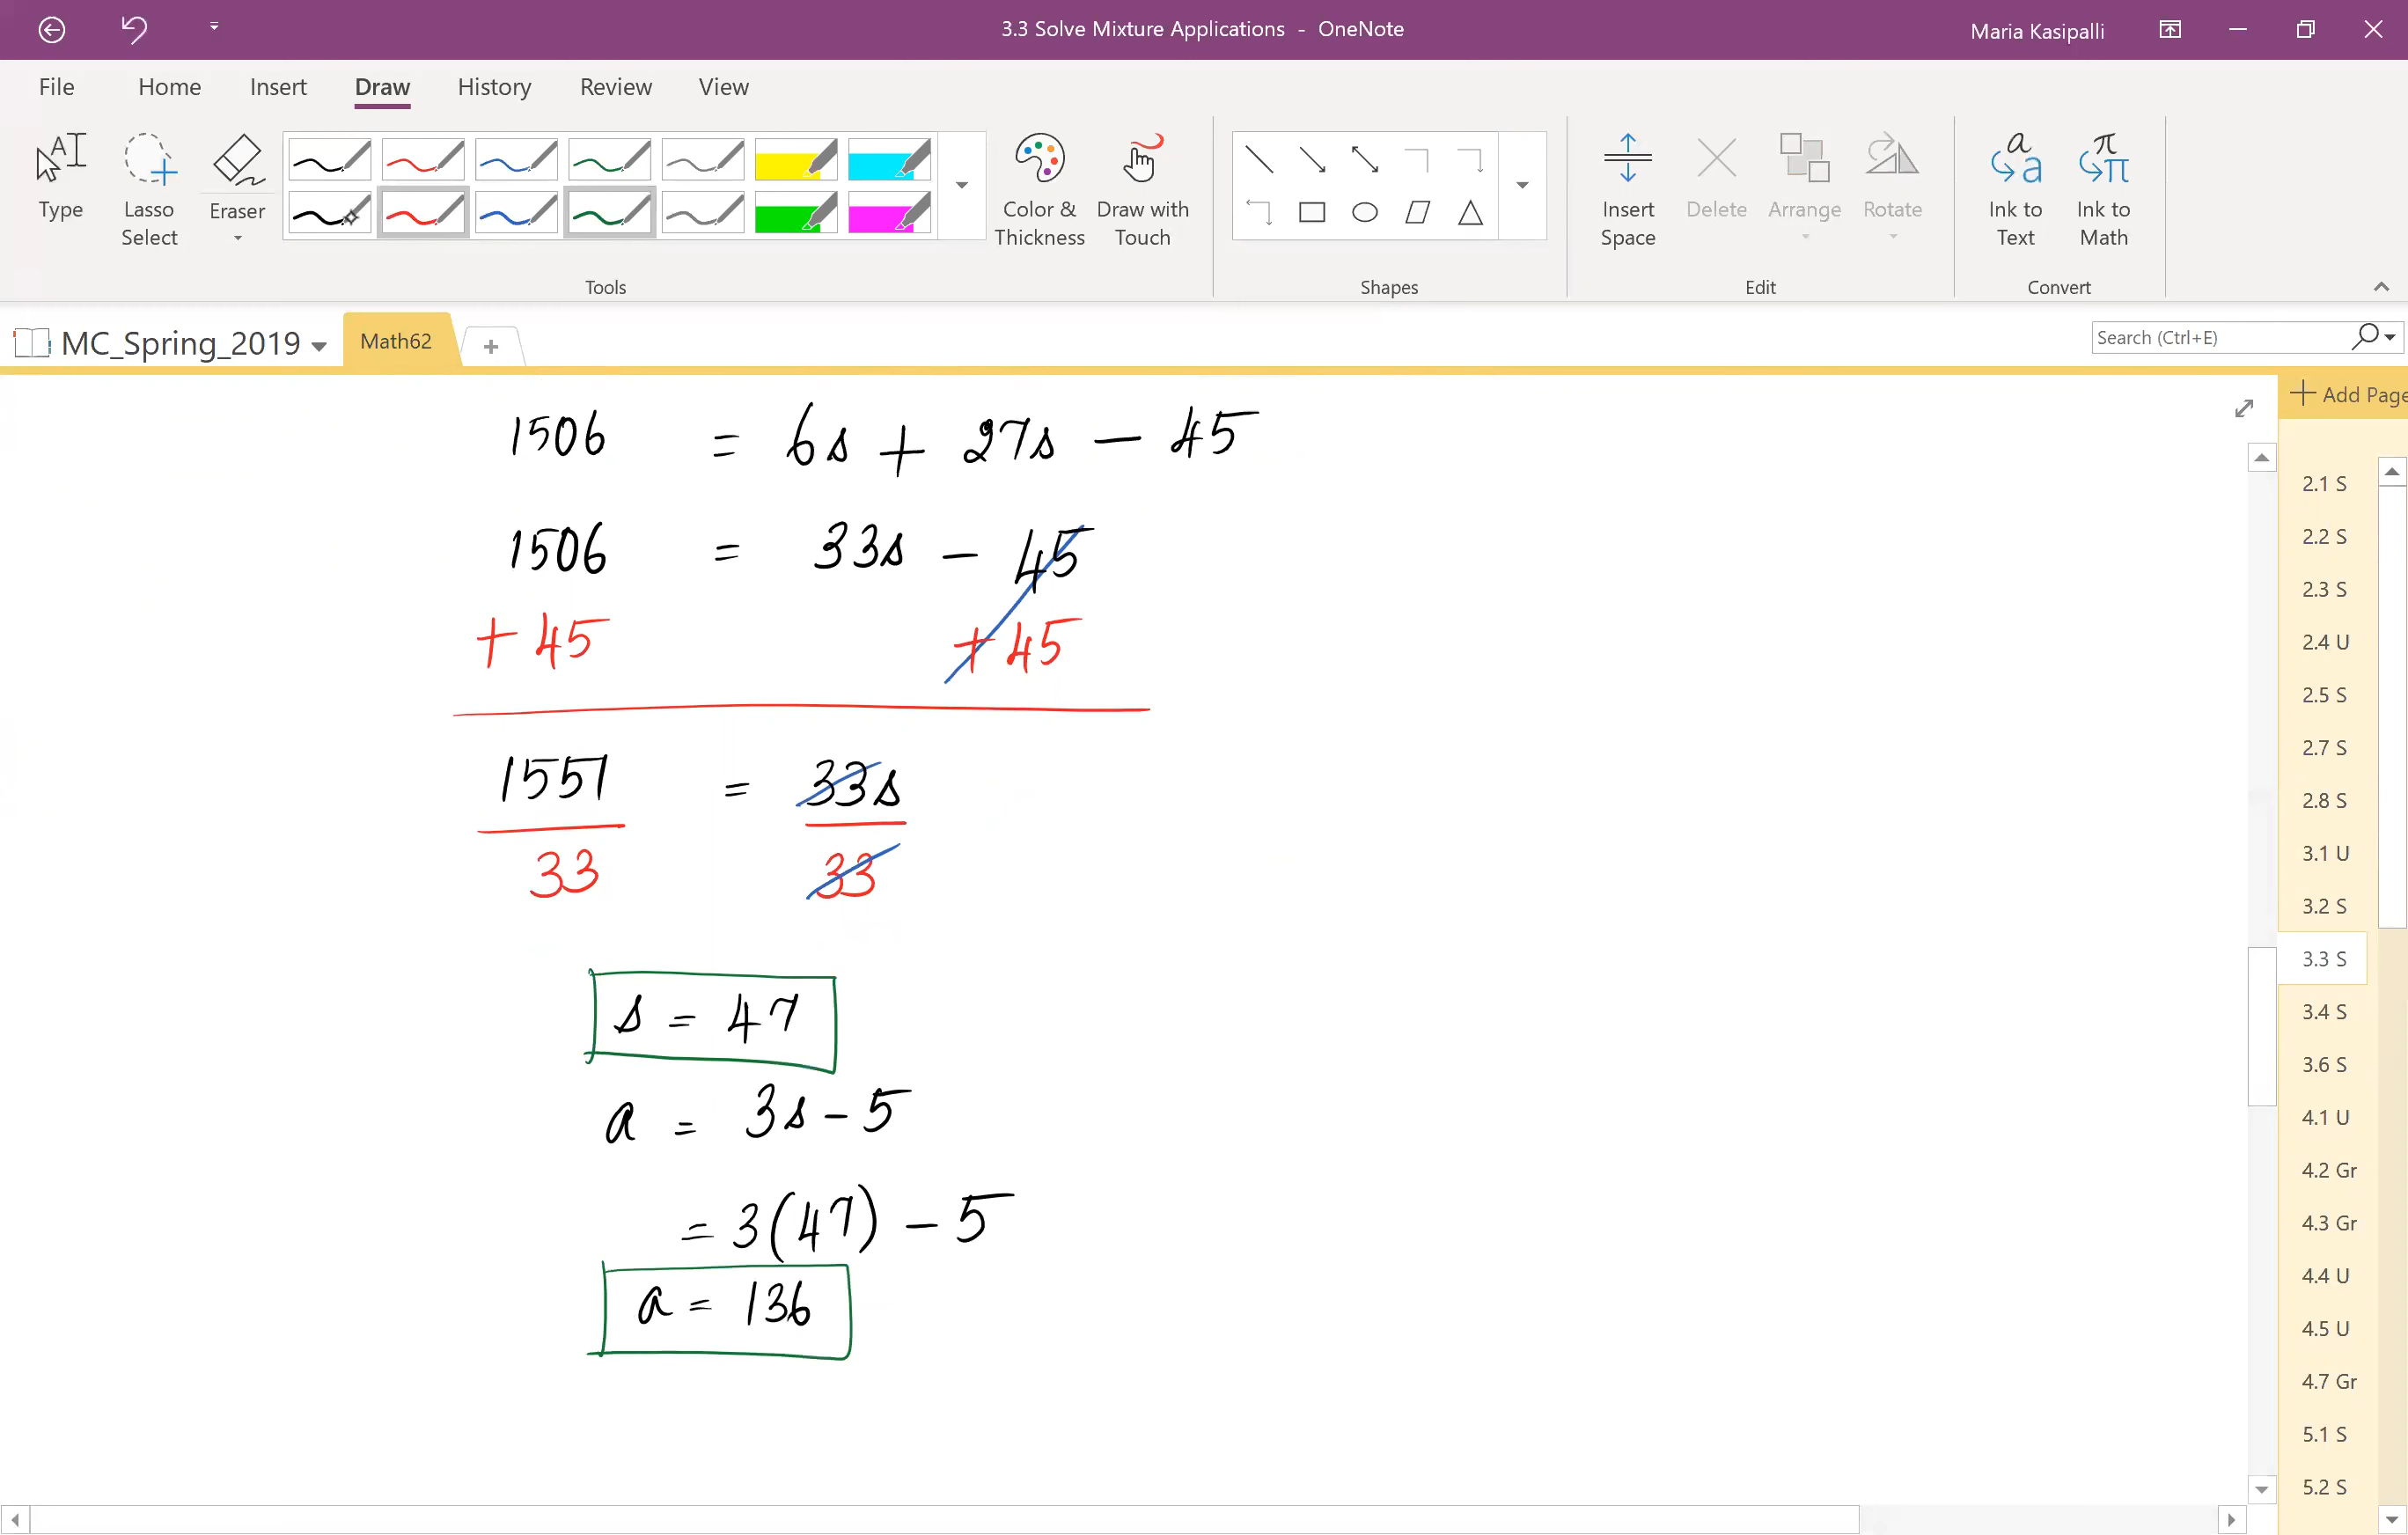 3.3 Solve Mixture Applications - OneNote
Maria Kasipalli
File Home Insert Draw History Review View
Type
Lasso Select
Eraser
Color & Thickness
Draw with Touch
Insert Space
Delete
Arrange
Rotate
Ink to Text
Ink to Math
Tools
Shapes
Edit
Convert
MC_Spring_2019
Math62
Search (Ctrl+E)
Add Page
1506 = 6s + 27s - 45
1506 = 33s - 45
+ 45 + 45
1551 = 33s
33 33
s = 47
a = 3s - 5
= 3(47) - 5
a = 136
2.1 S
2.2 S
2.3 S
2.4 U
2.5 S
2.7 S
2.8 S
3.1 U
3.2 S
3.3 S
3.4 S
3.6 S
4.1 U
4.2 Gr
4.3 Gr
4.4 U
4.5 U
4.7 Gr
5.1 S
5.2 S